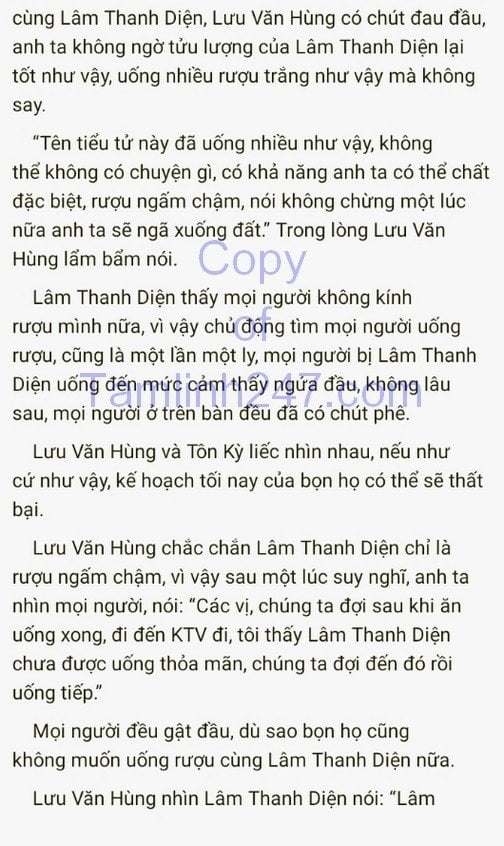 cùng Lâm Thanh Diện, Lưu Văn Hùng có chút đau đầu,
anh ta không ngờ tửu lượng của Lâm Thanh Diện lại
tốt như vậy, uống nhiều rượu trắng như vậy mà không
say.
“Tên tiểu tử này đã uống nhiều như vậy, không
thể không có chuyện gì, có khả năng anh ta có thể chất
đặc biệt, rượu ngấm chậm, nói không chừng một lúc
nữa anh ta sẽ ngã xuống đất.” Trong lòng Lưu Văn
Hùng lẩm bẩm nói.
Copy
Lâm Thanh Diện thấy mọi người không kính
rượu mình nữa, vì vậy chủ động tìm mọi người uống
of
rượu, cũng là một lần một ly, mọi người bị Lâm Thanh
Diện uống đến mức cảm thấy ngứa đầu, không lâu
Tamlinh247.com
sau, mọi người ở trên bàn đều đã có chút phê.
Lưu Văn Hùng và Tôn Kỳ liếc nhìn nhau, nếu như
cứ như vậy, kế hoạch tối nay của bọn họ có thể sẽ thất
bại.
Lưu Văn Hùng chắc chắn Lâm Thanh Diện chỉ là
rượu ngấm chậm, vì vậy sau một lúc suy nghĩ, anh ta
nhìn mọi người, nói: “Các vị, chúng ta đợi sau khi ăn
uống xong, đi đến KTV đi, tôi thấy Lâm Thanh Diện
chưa được uống thỏa mãn, chúng ta đợi đến đó rồi
uống tiếp.”
Mọi người đều gật đầu, dù sao bọn họ cũng
không muốn uống rượu cùng Lâm Thanh Diện nữa.
Lưu Văn Hùng nhìn Lâm Thanh Diện nói: “Lâm